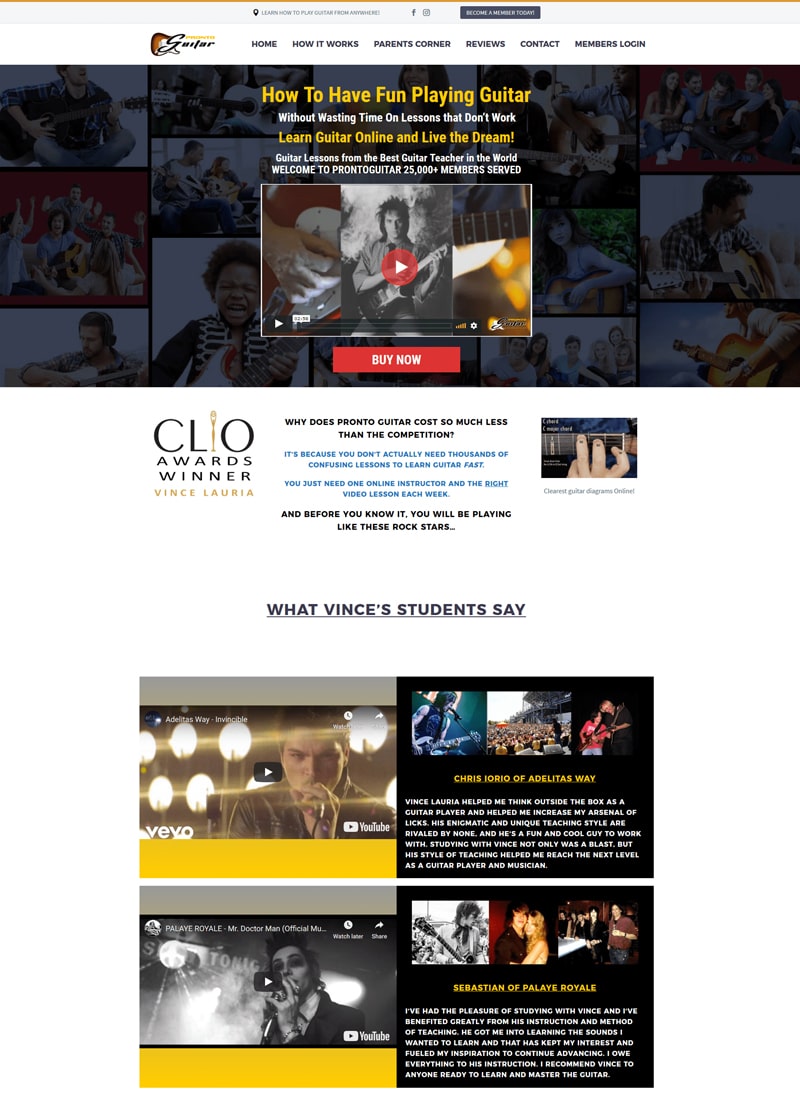 LEARN HOW TO PLAY GUITAR FROM ANYWHERE!
BECOME A MEMBER TODAY!
PRONTO
Guitar
HOME HOW IT WORKS PARENTS CORNER REVIEWS CONTACT MEMBERS LOGIN
How To Have Fun Playing Guitar
Without Wasting Time On Lessons that Don't Work
Learn Guitar Online and Live the Dream!
Guitar Lessons from the Best Guitar Teacher in the World
WELCOME TO PRONTOGUITAR 25,000+ MEMBERS SERVED
02:56
Guitar
BUY NOW
CLIO
AWARDS
WINNER
VINCE LAURIA
WHY DOES PRONTO GUITAR COST SO MUCH LESS
THAN THE COMPETITION?
IT'S BECAUSE YOU DON'T ACTUALLY NEED THOUSANDS OF
CONFUSING LESSONS TO LEARN GUITAR FAST.
YOU JUST NEED ONE ONLINE INSTRUCTOR AND THE RIGHT
VIDEO LESSON EACH WEEK.
AND BEFORE YOU KNOW IT, YOU WILL BE PLAYING
LIKE THESE ROCK STARS...
C chord
C major chord
Clearest guitar diagrams Online!
WHAT VINCE'S STUDENTS SAY
Adelitas Way - Invincible
Watch later Share
vevo
YouTube
CHRIS IORIO OF ADELITAS WAY
VINCE LAURIA HELPED ME THINK OUTSIDE THE BOX AS A
GUITAR PLAYER AND HELPED ME INCREASE MY ARSENAL OF
LICKS. HIS ENIGMATIC AND UNIQUE TEACHING STYLE ARE
RIVALED BY NONE, AND HE'S A FUN AND COOL GUY TO WORK
WITH. STUDYING WITH VINCE NOT ONLY WAS A BLAST, BUT
HIS STYLE OF TEACHING HELPED ME REACH THE NEXT LEVEL
AS A GUITAR PLAYER AND MUSICIAN.
PALAYE ROYALE - Mr. Doctor Man (Official Mu...
Watch later Share
YouTube
SEBASTIAN OF PALAYE ROYALE
I'VE HAD THE PLEASURE OF STUDYING WITH VINCE AND I'VE
BENEFITED GREATLY FROM HIS INSTRUCTION AND METHOD
OF TEACHING. HE GOT ME INTO LEARNING THE SOUNDS I
WANTED TO LEARN AND THAT HAS KEPT MY INTEREST AND
FUELED MY INSPIRATION TO CONTINUE ADVANCING. I OWE
EVERYTHING TO HIS INSTRUCTION. I RECOMMEND VINCE TO
ANYONE READY TO LEARN AND MASTER THE GUITAR.